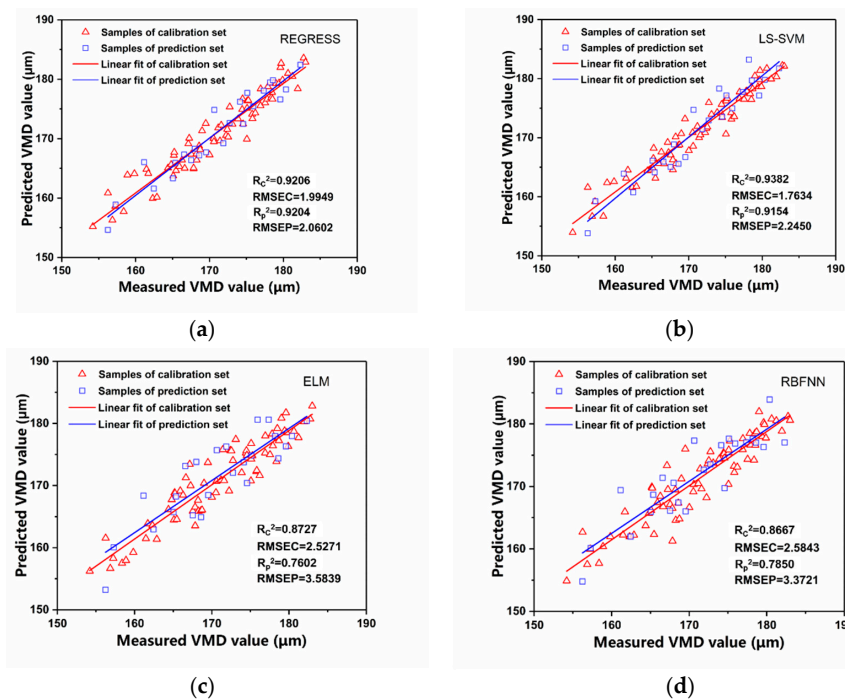 REGRESS
Samples of calibration set
Samples of prediction set
Linear fit of calibration set
Linear fit of prediction set
Rc²=0.9206
RMSEC=1.9949
Rp²=0.9204
RMSEP=2.0602
190
180
170
160
150
150 160 170 180 190
Predicted VMD value (μm)
Measured VMD value (μm)
(a)
LS-SVM
Samples of calibration set
Samples of prediction set
Linear fit of calibration set
Linear fit of prediction set
Rc²=0.9382
RMSEC=1.7634
Rp²=0.9154
RMSEP=2.2450
190
180
170
160
150
150 160 170 180 190
Predicted VMD value (μm)
Measured VMD value (μm)
(b)
ELM
Samples of calibration set
Samples of prediction set
Linear fit of calibration set
Linear fit of prediction set
Rc²=0.8727
RMSEC=2.5271
Rp²=0.7602
RMSEP=3.5839
190
180
170
160
150
150 160 170 180 190
Predicted VMD value (μm)
Measured VMD value (μm)
(c)
RBFNN
Samples of calibration set
Samples of prediction set
Linear fit of calibration set
Linear fit of prediction set
Rc²=0.8667
RMSEC=2.5843
Rp²=0.7850
RMSEP=3.3721
190
180
170
160
150
150 160 170 180 190
Predicted VMD value (μm)
Measured VMD value (μm)
(d)